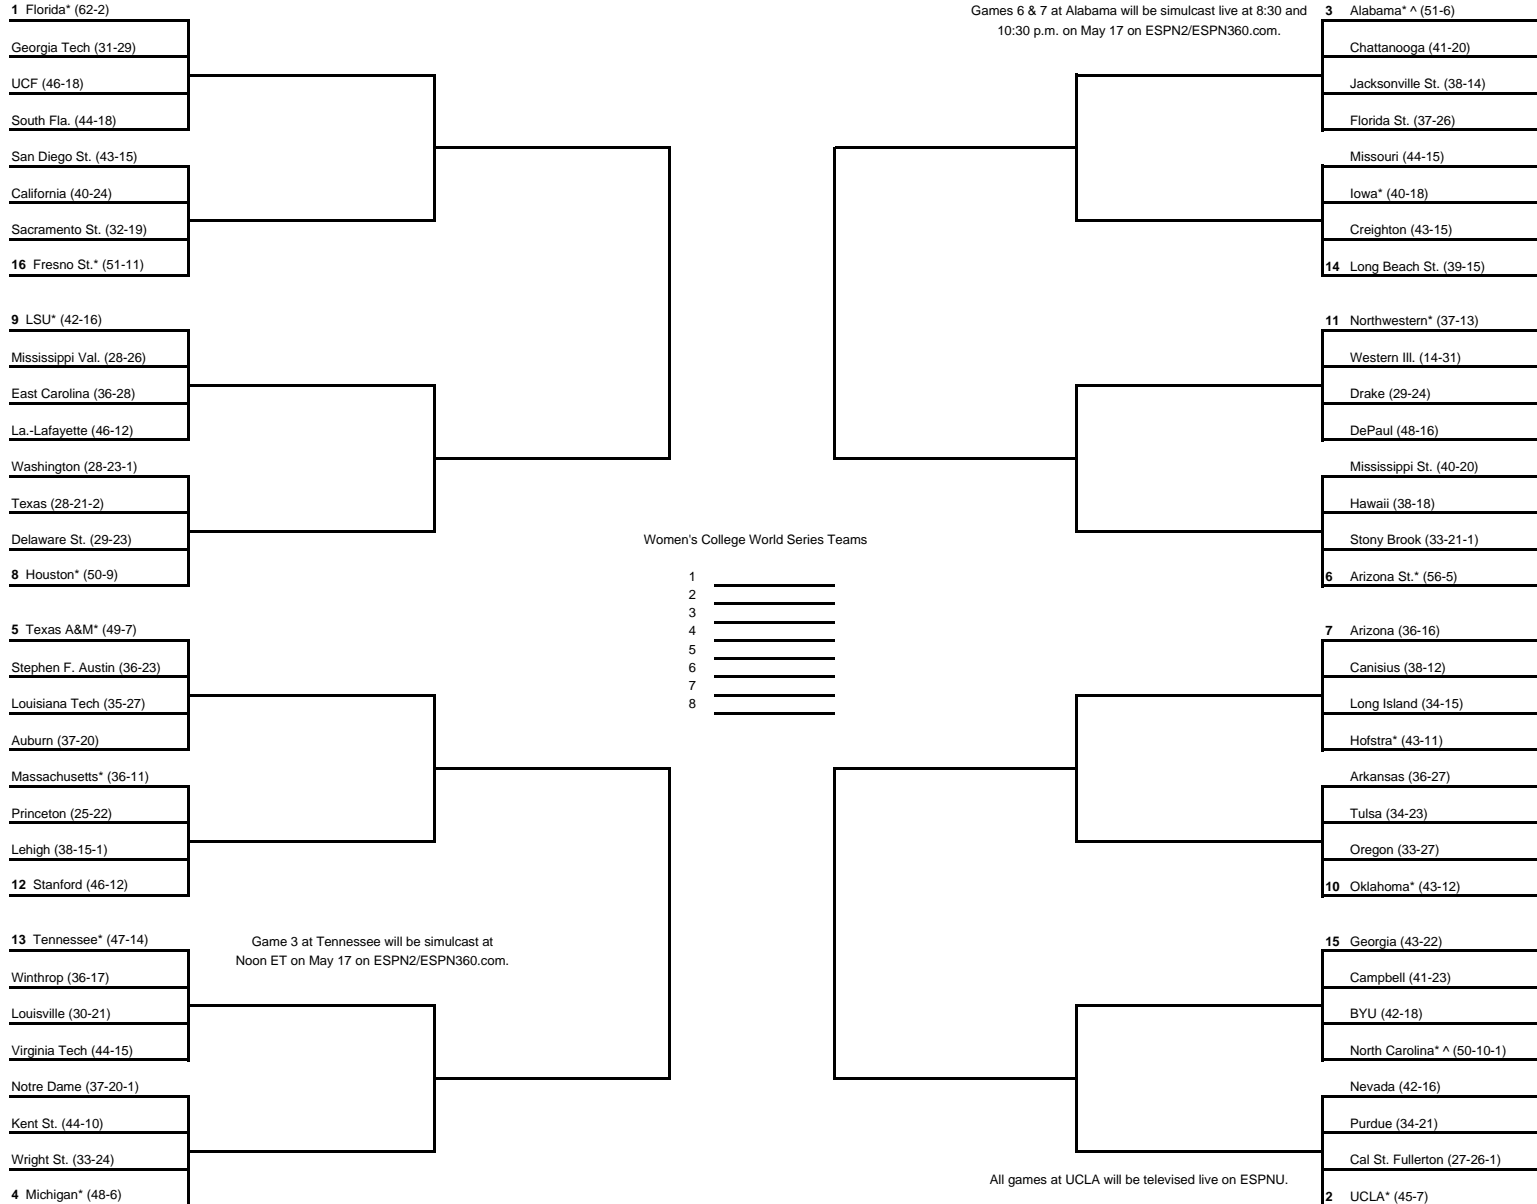 1 Florida* (62-2)
Georgia Tech (31-29)
UCF (46-18)
South Fla. (44-18)
San Diego St. (43-15)
California (40-24)
Sacramento St. (32-19)
16 Fresno St.* (51-11)
9 LSU* (42-16)
Mississippi Val. (28-26)
East Carolina (36-28)
La.-Lafayette (46-12)
Washington (28-23-1)
Texas (28-21-2)
Delaware St. (29-23)
8 Houston* (50-9)
5 Texas A&M* (49-7)
Stephen F. Austin (36-23)
Louisiana Tech (35-27)
Auburn (37-20)
Massachusetts* (36-11)
Princeton (25-22)
Lehigh (38-15-1)
12 Stanford (46-12)
13 Tennessee* (47-14)
Winthrop (36-17)
Louisville (30-21)
Virginia Tech (44-15)
Notre Dame (37-20-1)
Kent St. (44-10)
Wright St. (33-24)
4 Michigan* (48-6)
Game 3 at Tennessee will be simulcast at
Noon ET on May 17 on ESPN2/ESPN360.com.
Women's College World Series Teams
1
2
3
4
5
6
7
8
Games 6 & 7 at Alabama will be simulcast live at 8:30 and
10:30 p.m. on May 17 on ESPN2/ESPN360.com.
3 Alabama* ^ (51-6)
Chattanooga (41-20)
Jacksonville St. (38-14)
Florida St. (37-26)
Missouri (44-15)
Iowa* (40-18)
Creighton (43-15)
14 Long Beach St. (39-15)
11 Northwestern* (37-13)
Western Ill. (14-31)
Drake (29-24)
DePaul (48-16)
Mississippi St. (40-20)
Hawaii (38-18)
Stony Brook (33-21-1)
6 Arizona St.* (56-5)
7 Arizona (36-16)
Canisius (38-12)
Long Island (34-15)
Hofstra* (43-11)
Arkansas (36-27)
Tulsa (34-23)
Oregon (33-27)
10 Oklahoma* (43-12)
15 Georgia (43-22)
Campbell (41-23)
BYU (42-18)
North Carolina* ^ (50-10-1)
Nevada (42-16)
Purdue (34-21)
Cal St. Fullerton (27-26-1)
2 UCLA* (45-7)
All games at UCLA will be televised live on ESPNU.